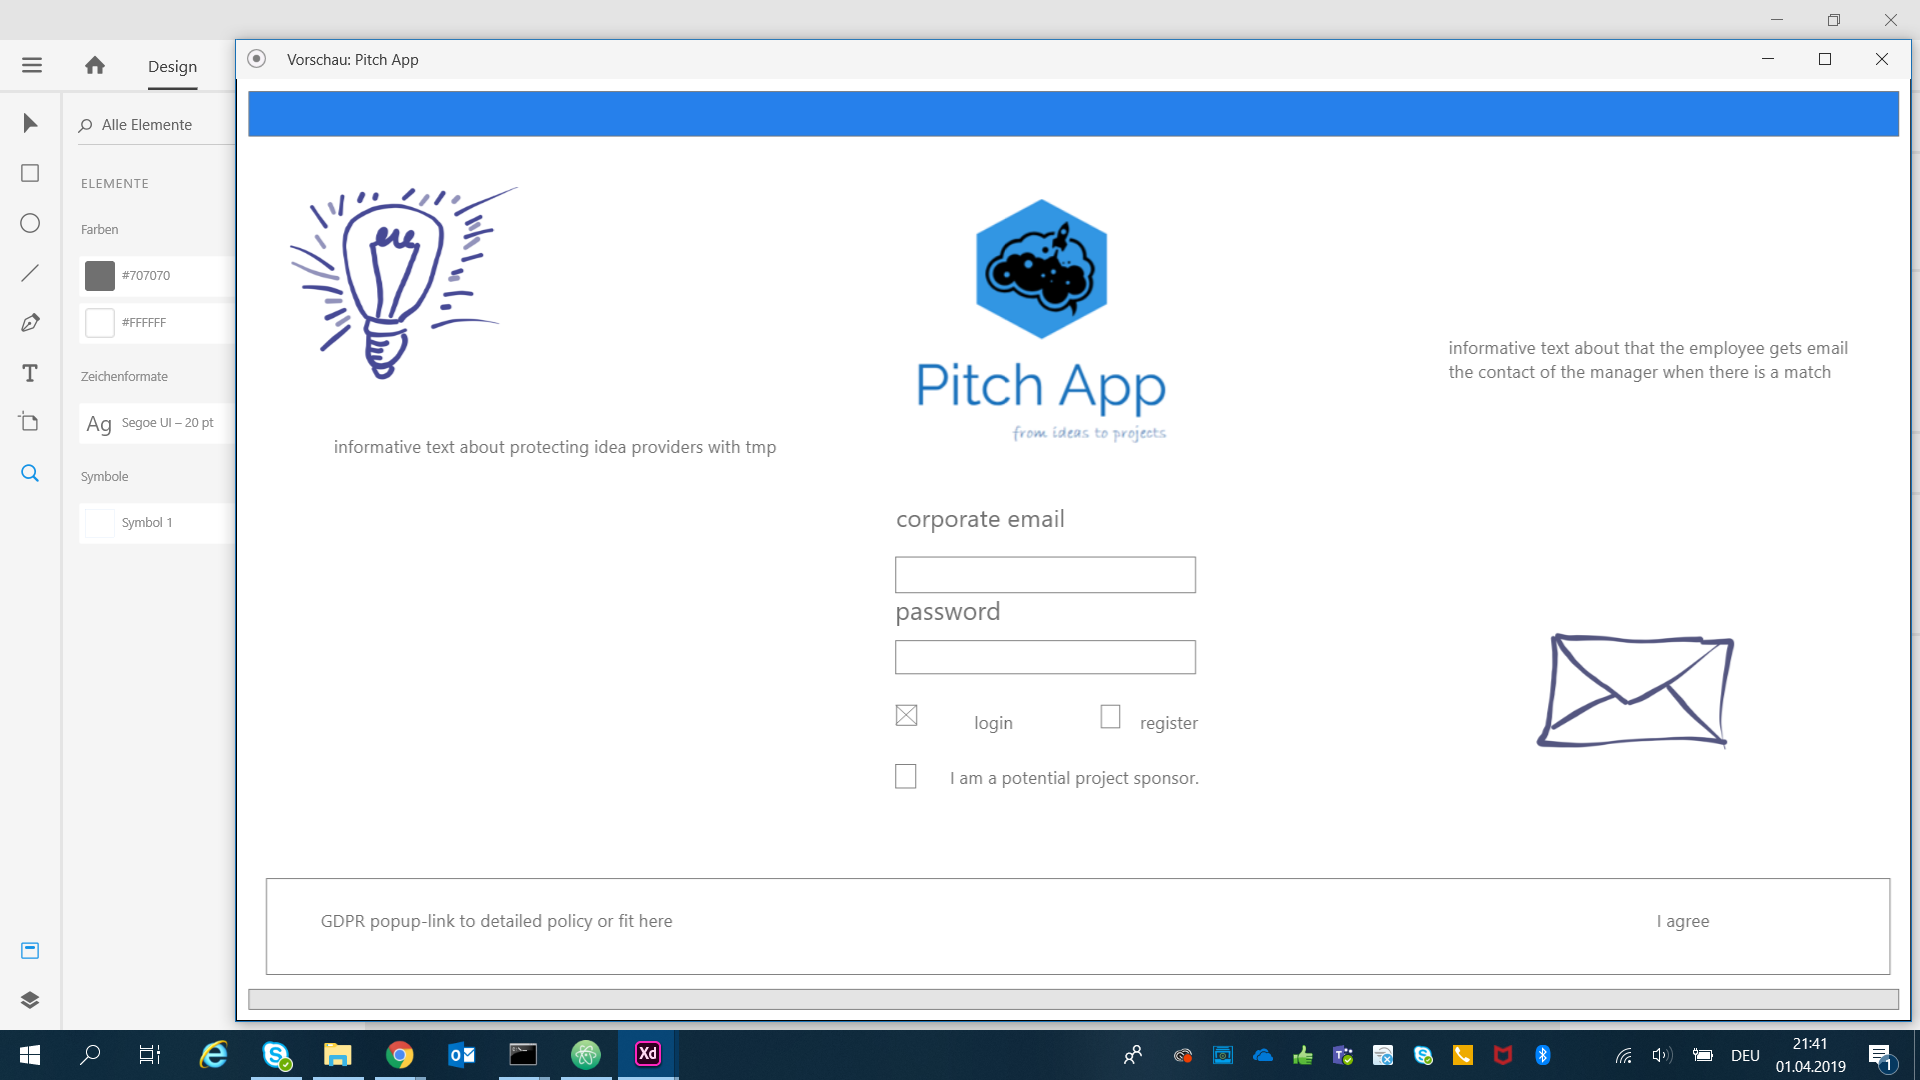 Vorschau: Pitch App
Design
Alle Elemente
ELEMENTE
Farben
#707070
#FFFFFF
Zeichenformate
Ag Segoe UI – 20 pt
Symbole
Symbol 1
Pitch App
from ideas to projects
informative text about protecting idea providers with tmp
informative text about that the employee gets email
the contact of the manager when there is a match
corporate email
password
login
register
I am a potential project sponsor.
GDPR popup-link to detailed policy or fit here
I agree
Xd
DEU
21:41
01.04.2019
1